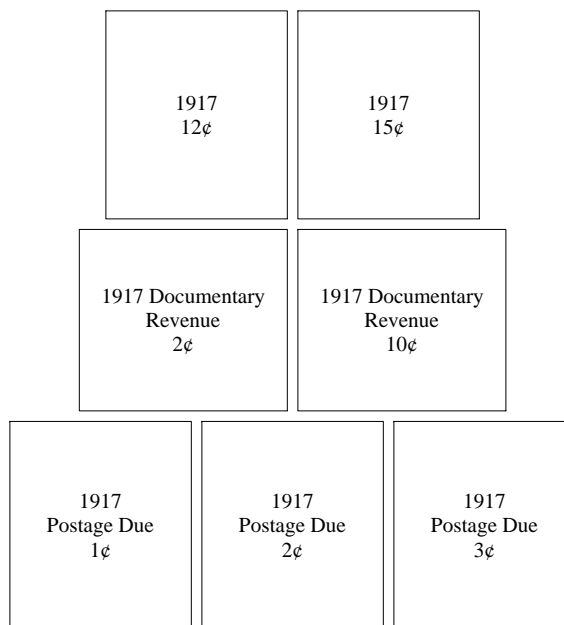 1917
12¢
1917
15¢
1917 Documentary
Revenue
2¢
1917 Documentary
Revenue
10¢
1917
Postage Due
1¢
1917
Postage Due
2¢
1917
Postage Due
3¢